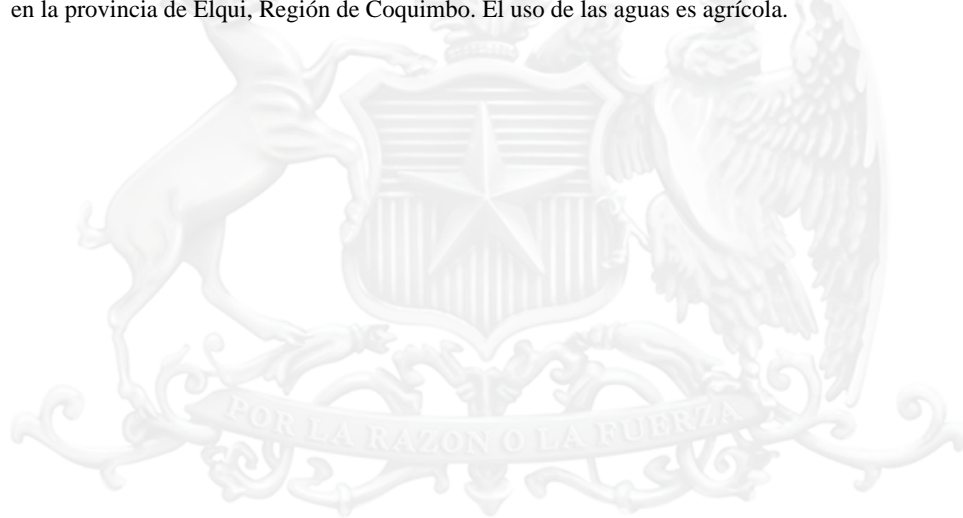 en la provincia de Elqui, Región de Coquimbo. El uso de las aguas es agrícola.
POR LA RAZON O LA FUERZA